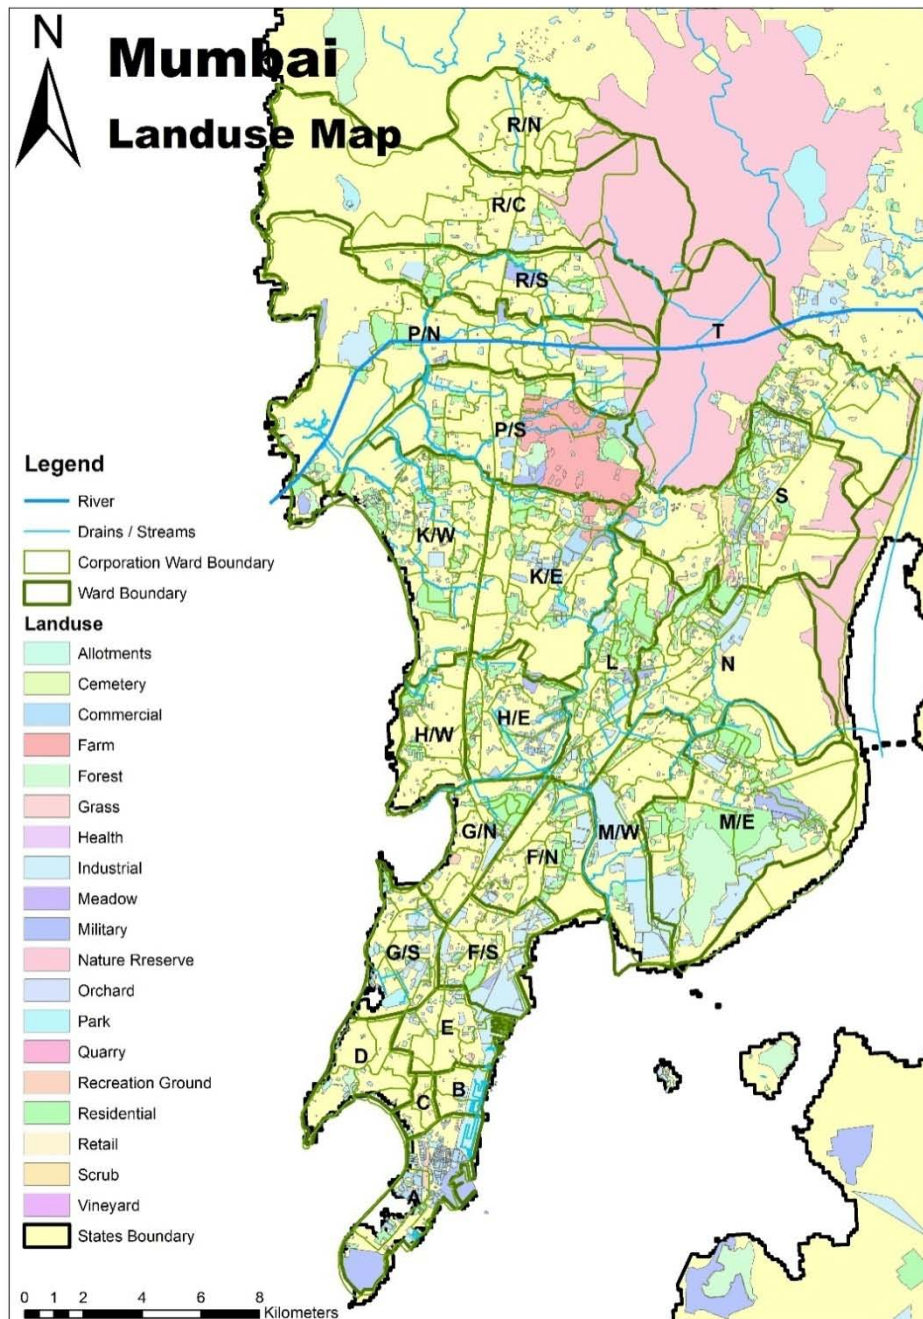 N
Mumbai
Landuse Map
R/N
R/C
R/S
T
P/N
P/S
S
K/W
K/E
L
N
H/W
H/E
G/N
M/W
M/E
F/N
G/S
F/S
E
D
B
C
A
Legend
River
Drains / Streams
Corporation Ward Boundary
Ward Boundary
Landuse
Allotments
Cemetery
Commercial
Farm
Forest
Grass
Health
Industrial
Meadow
Military
Nature Rreserve
Orchard
Park
Quarry
Recreation Ground
Residential
Retail
Scrub
Vineyard
States Boundary
0 1 2 4 6 8
Kilometers